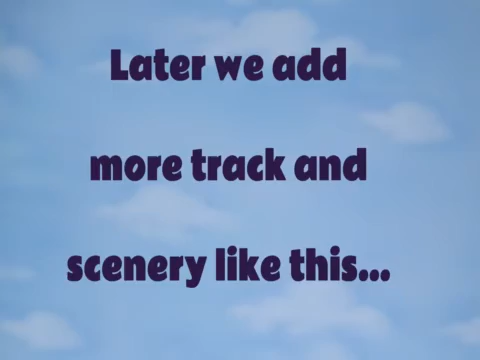 Later we add
more track and
scenery like this...